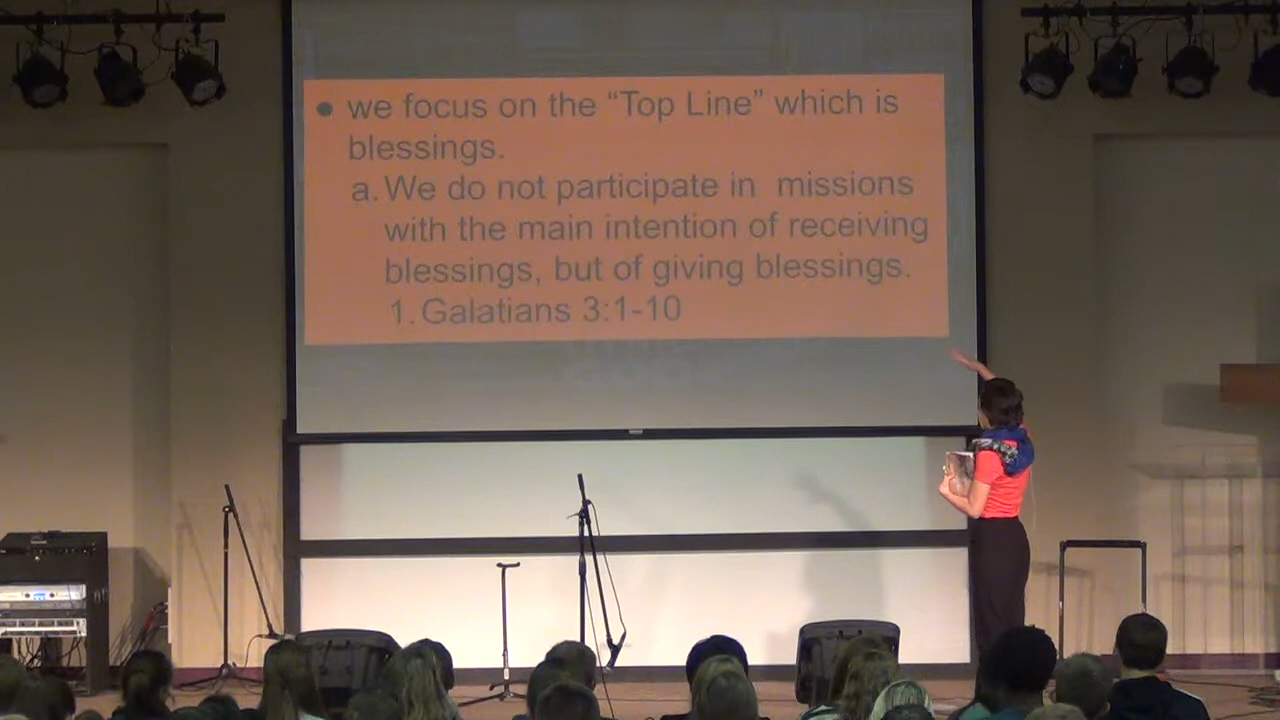 ● we focus on the “Top Line” which is
blessings.
a. We do not participate in missions
with the main intention of receiving
blessings, but of giving blessings.
1. Galatians 3:1-10